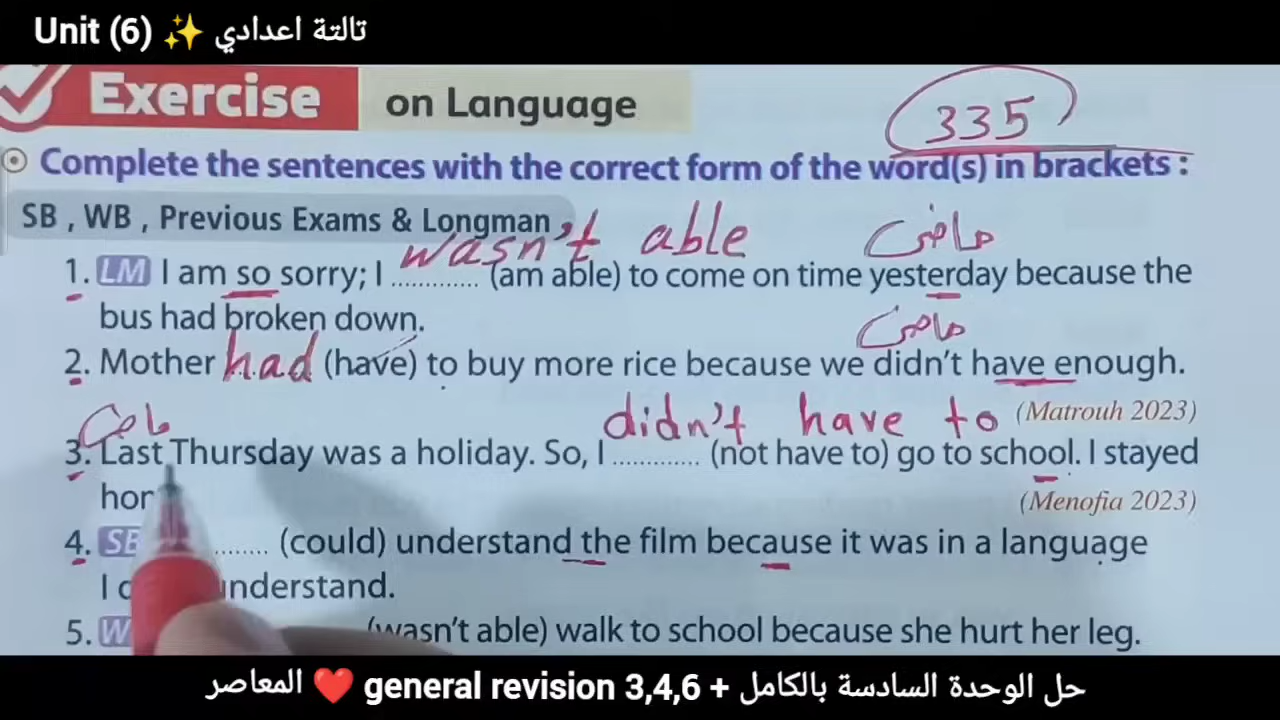 Unit (6) ✨ تالتة اعدادي
Exercise on Language
335
Complete the sentences with the correct form of the word(s) in brackets :
SB , WB , Previous Exams & Longman
wasn't able ماضى
1. LM I am so sorry; I ............. (am able) to come on time yesterday because the
bus had broken down.
ماضى
2. Mother had (have) to buy more rice because we didn't have enough.
(Matrouh 2023)
ماضى didn't have to
3. Last Thursday was a holiday. So, I ............. (not have to) go to school. I stayed
(Menofia 2023)
4. SB ........ (could) understand the film because it was in a language
I understand.
5. (wasn't able) walk to school because she hurt her leg.
حل الوحدة السادسة بالكامل + general revision 3,4,6 ❤️ المعاصر